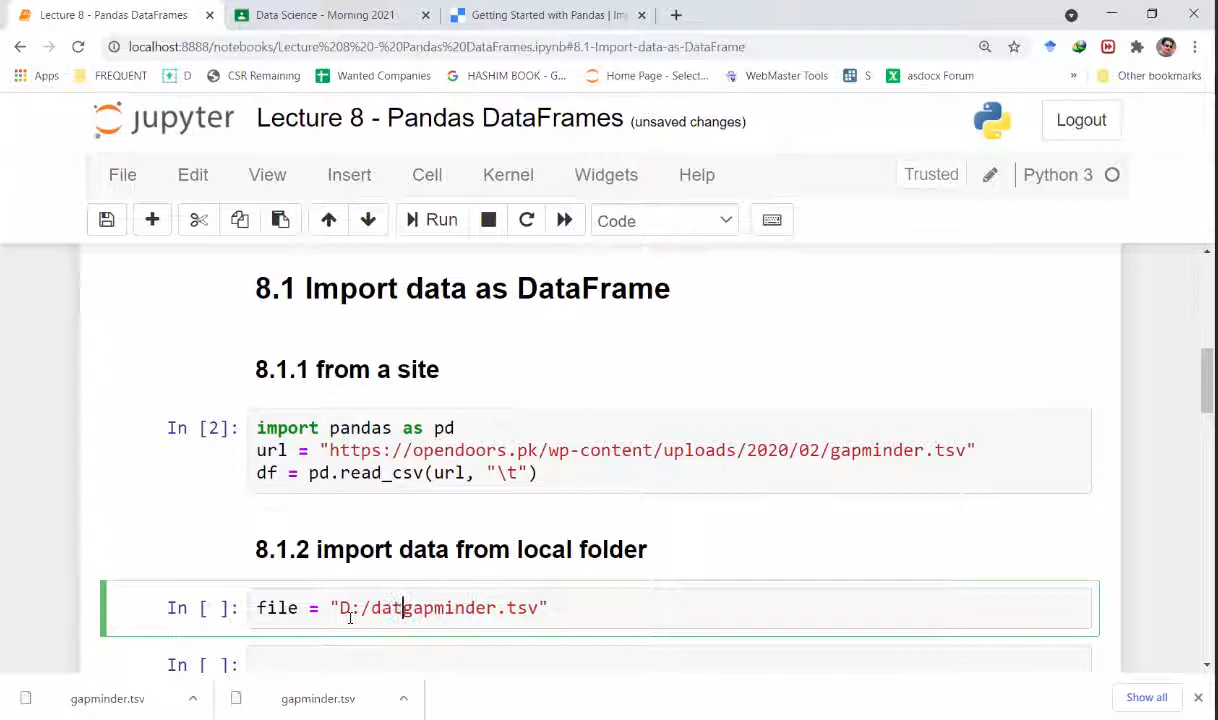 Lecture 8 - Pandas DataFrames
Data Science - Morning 2021
Getting Started with Pandas | Im
localhost:8888/notebooks/Lecture%208%20-%20Pandas%20DataFrames.ipynb#8.1-Import-data-as-DataFrame
Apps FREQUENT D CSR Remaining Wanted Companies HASHIM BOOK - G... Home Page - Select... WebMaster Tools S asdocx Forum » Other bookmarks
jupyter Lecture 8 - Pandas DataFrames (unsaved changes) Logout
File Edit View Insert Cell Kernel Widgets Help Trusted Python 3
Run Code
8.1 Import data as DataFrame
8.1.1 from a site
In [2]: import pandas as pd
url = "https://opendoors.pk/wp-content/uploads/2020/02/gapminder.tsv"
df = pd.read_csv(url, "\t")
8.1.2 import data from local folder
In [ ]: file = "D:/datgapminder.tsv"
In [ ]:
gapminder.tsv gapminder.tsv Show all